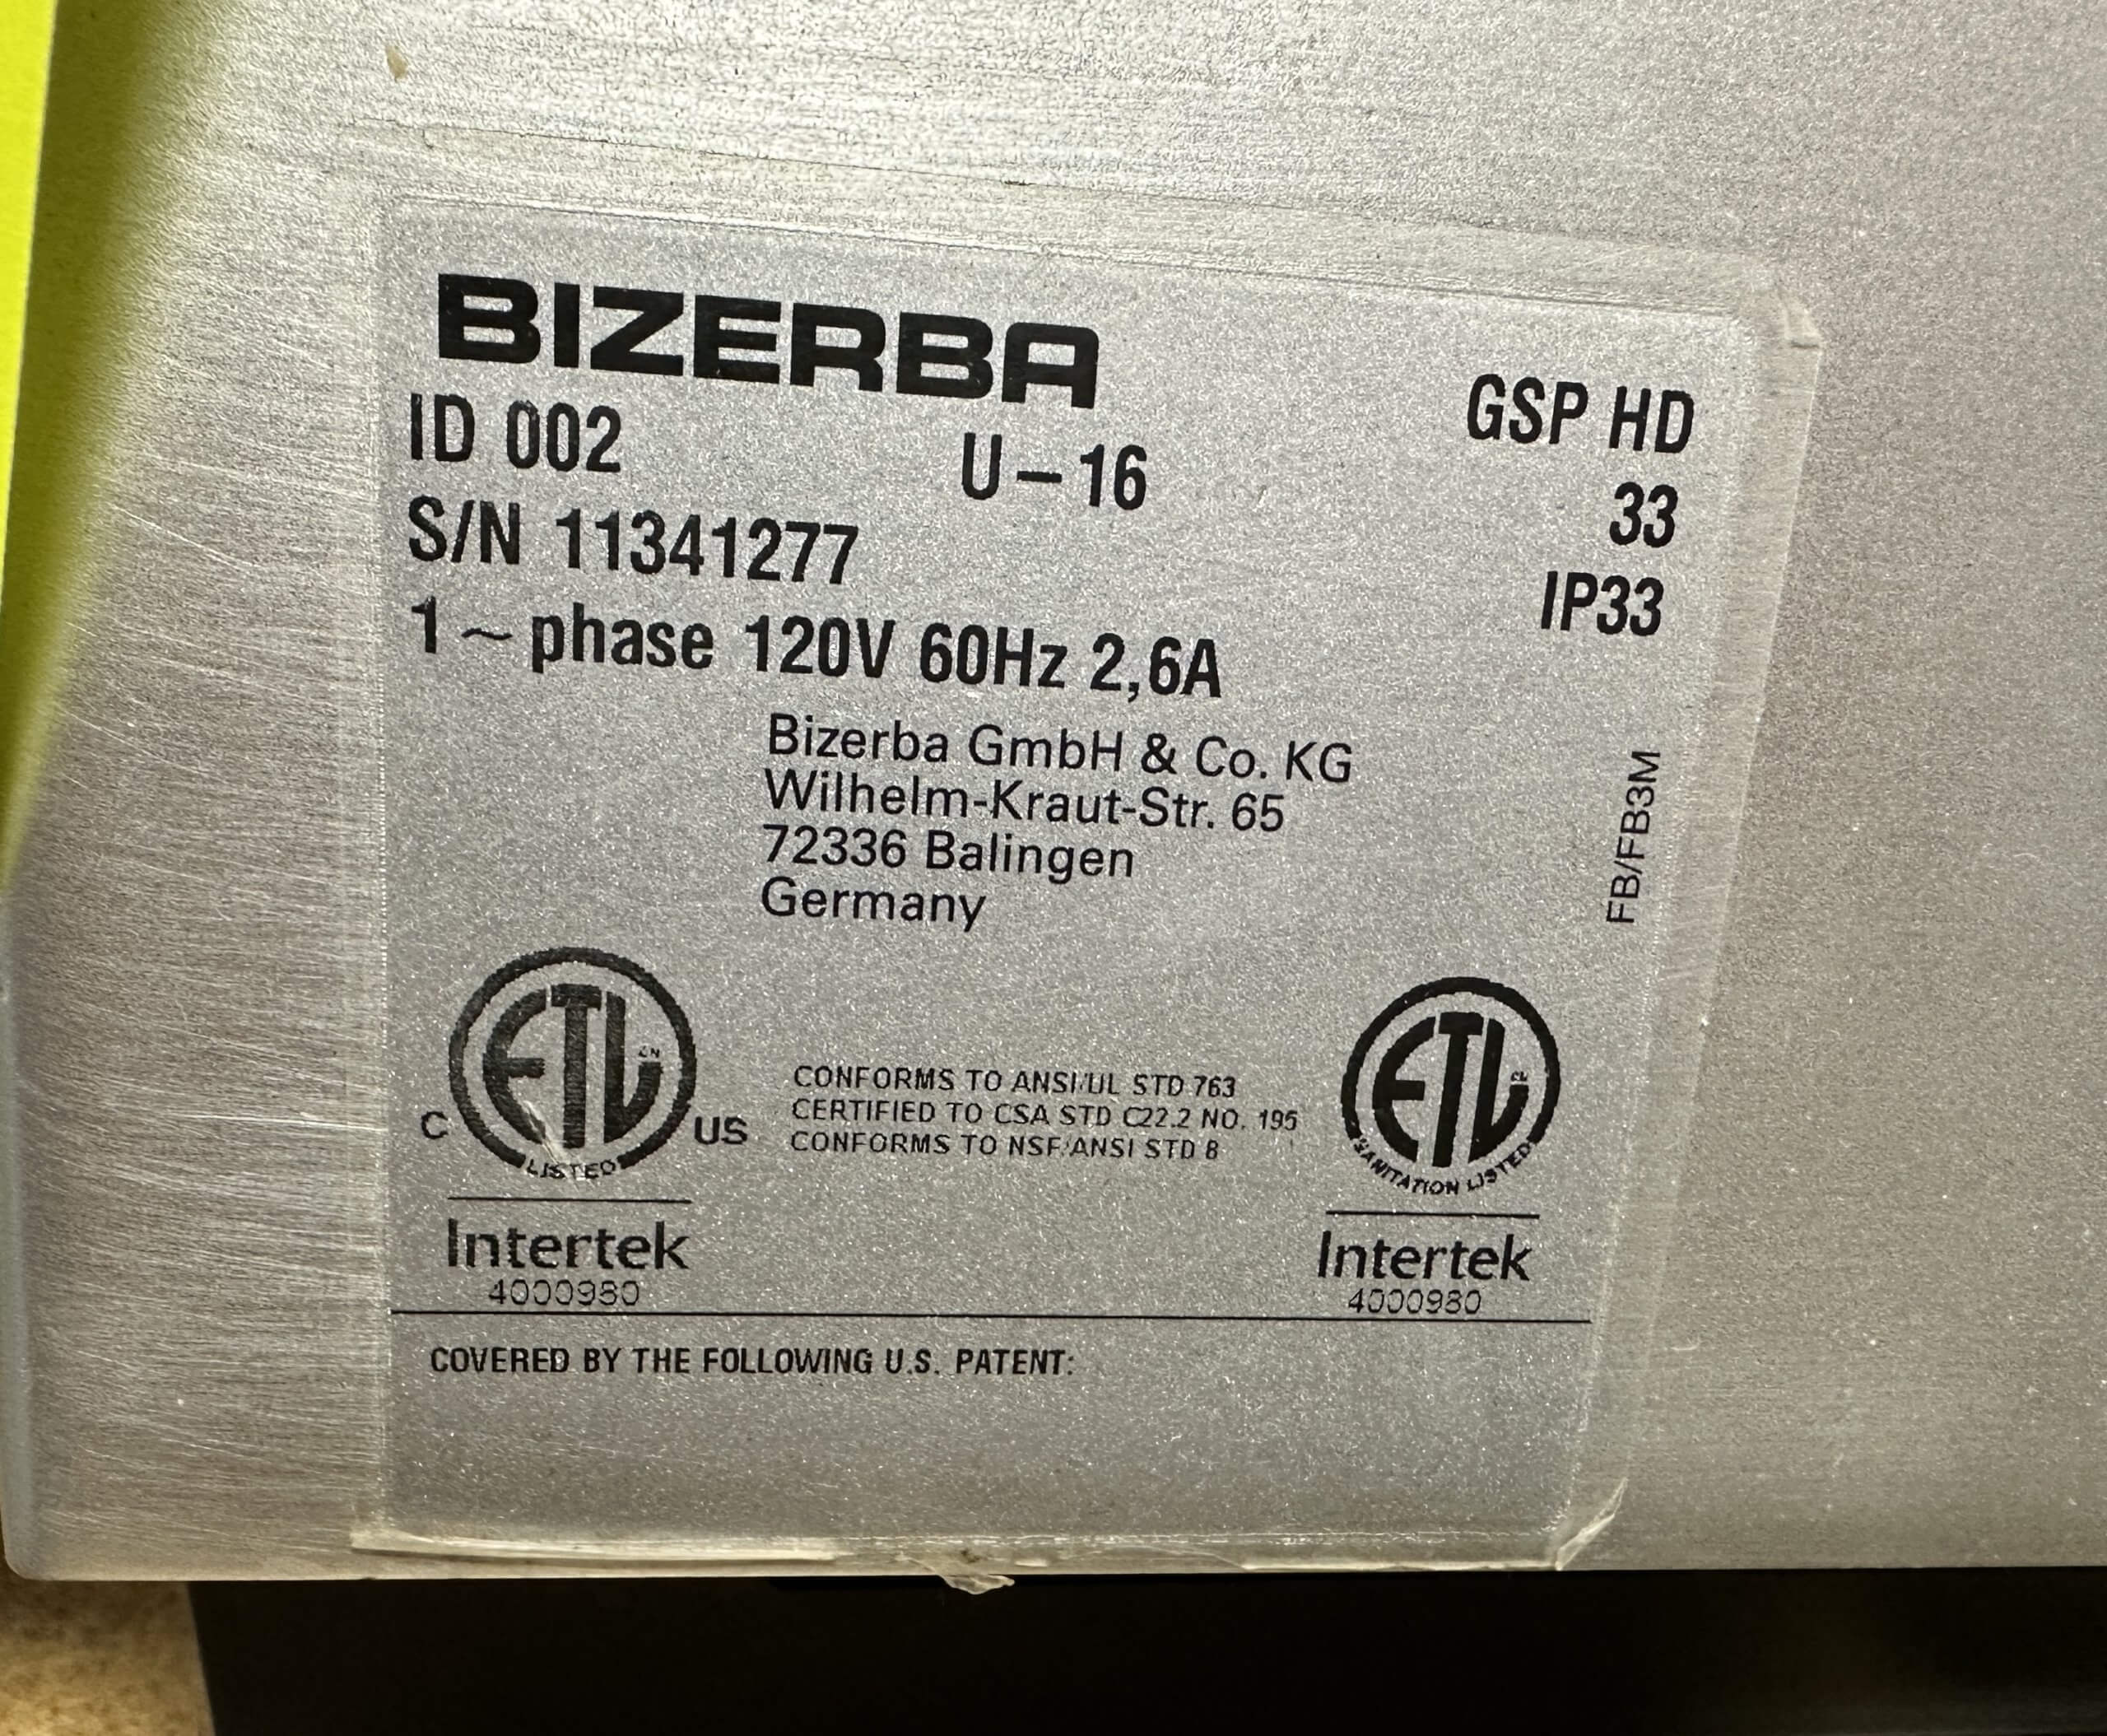 BIZERBA
GSP HD
ID 002 U-16 33
S/N 11341277 IP33
1 ~ phase 120V 60Hz 2,6A
Bizerba GmbH & Co. KG
Wilhelm-Kraut-Str. 65
72336 Balingen
Germany
FB/FB3M
ETL
C US
LISTED
Intertek
4000980
CONFORMS TO ANSI/UL STD 763
CERTIFIED TO CSA STD C22.2 NO. 195
CONFORMS TO NSF/ANSI STD 8
ETL
SANITATION LISTED
Intertek
4000980
COVERED BY THE FOLLOWING U.S. PATENT: